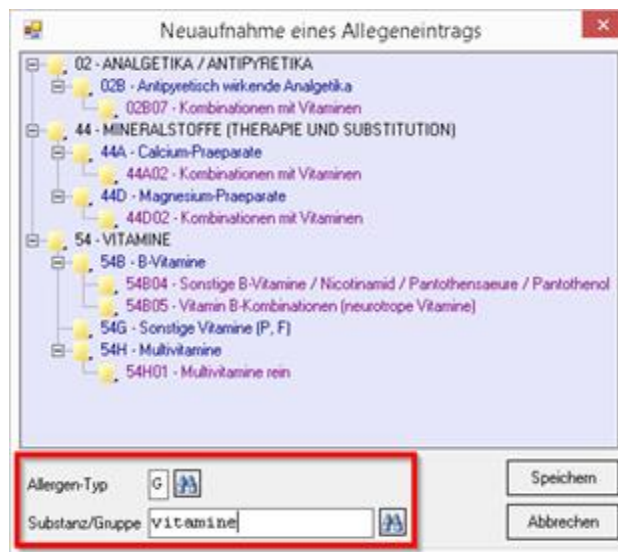 Neuaufnahme eines Allegeneintrags
02 - ANALGETIKA / ANTIPYRETIKA
02B - Antipyretisch wirkende Analgetika
02B07 - Kombinationen mit Vitaminen
44 - MINERALSTOFFE (THERAPIE UND SUBSTITUTION)
44A - Calcium-Praeparate
44A02 - Kombinationen mit Vitaminen
44D - Magnesium-Praeparate
44D02 - Kombinationen mit Vitaminen
54 - VITAMINE
54B - B-Vitamine
54B04 - Sonstige B-Vitamine / Nicotinamid / Pantothensaeure / Pantothenol
54B05 - Vitamin B-Kombinationen (neurotrope Vitamine)
54G - Sonstige Vitamine (P, F)
54H - Multivitamine
54H01 - Multivitamine rein
Allergen-Typ G Speichern
Substanz/Gruppe vitamine Abbrechen